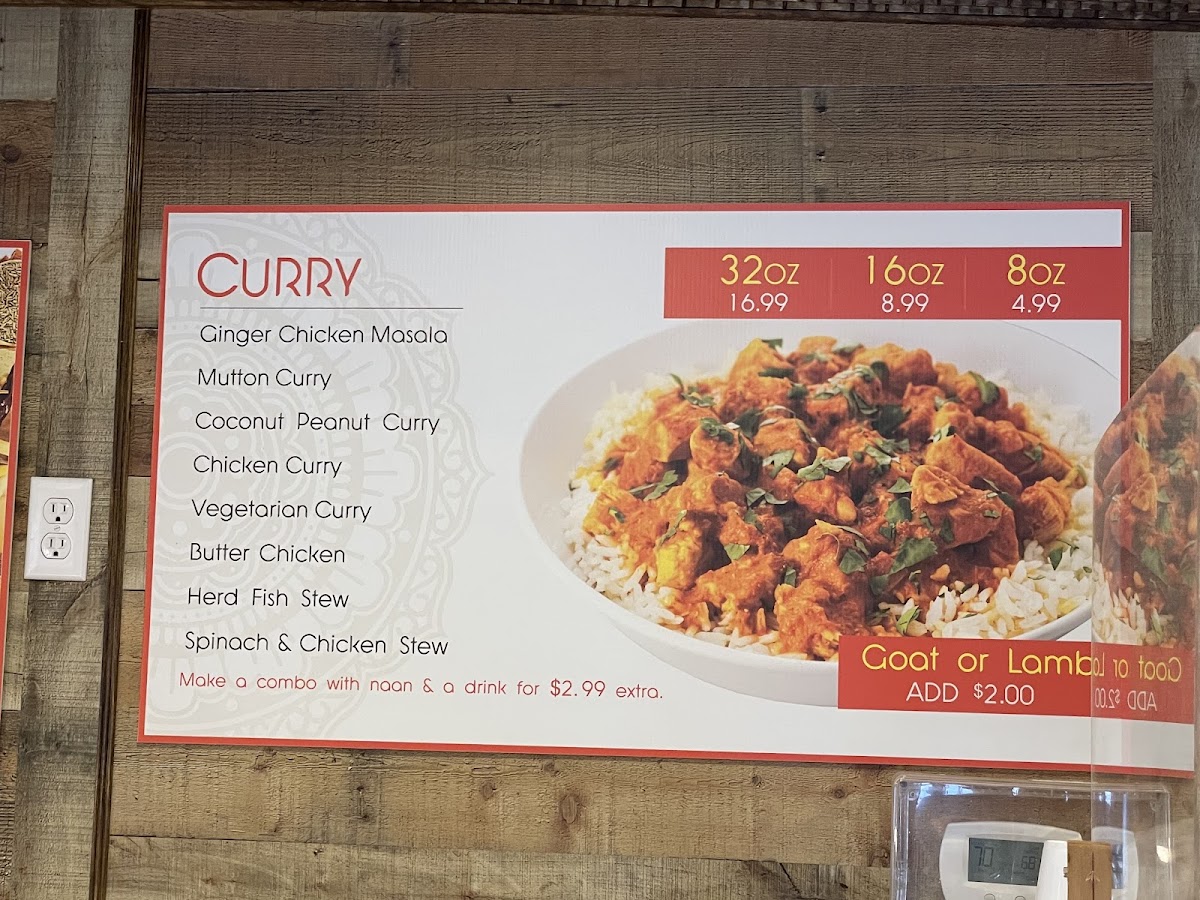 CURRY
32OZ 16OZ 8OZ
16.99 8.99 4.99
Ginger Chicken Masala
Mutton Curry
Coconut Peanut Curry
Chicken Curry
Vegetarian Curry
Butter Chicken
Herd Fish Stew
Spinach & Chicken Stew
Make a combo with naan & a drink for $2.99 extra.
Goat or Lamb
ADD $2.00
70 68